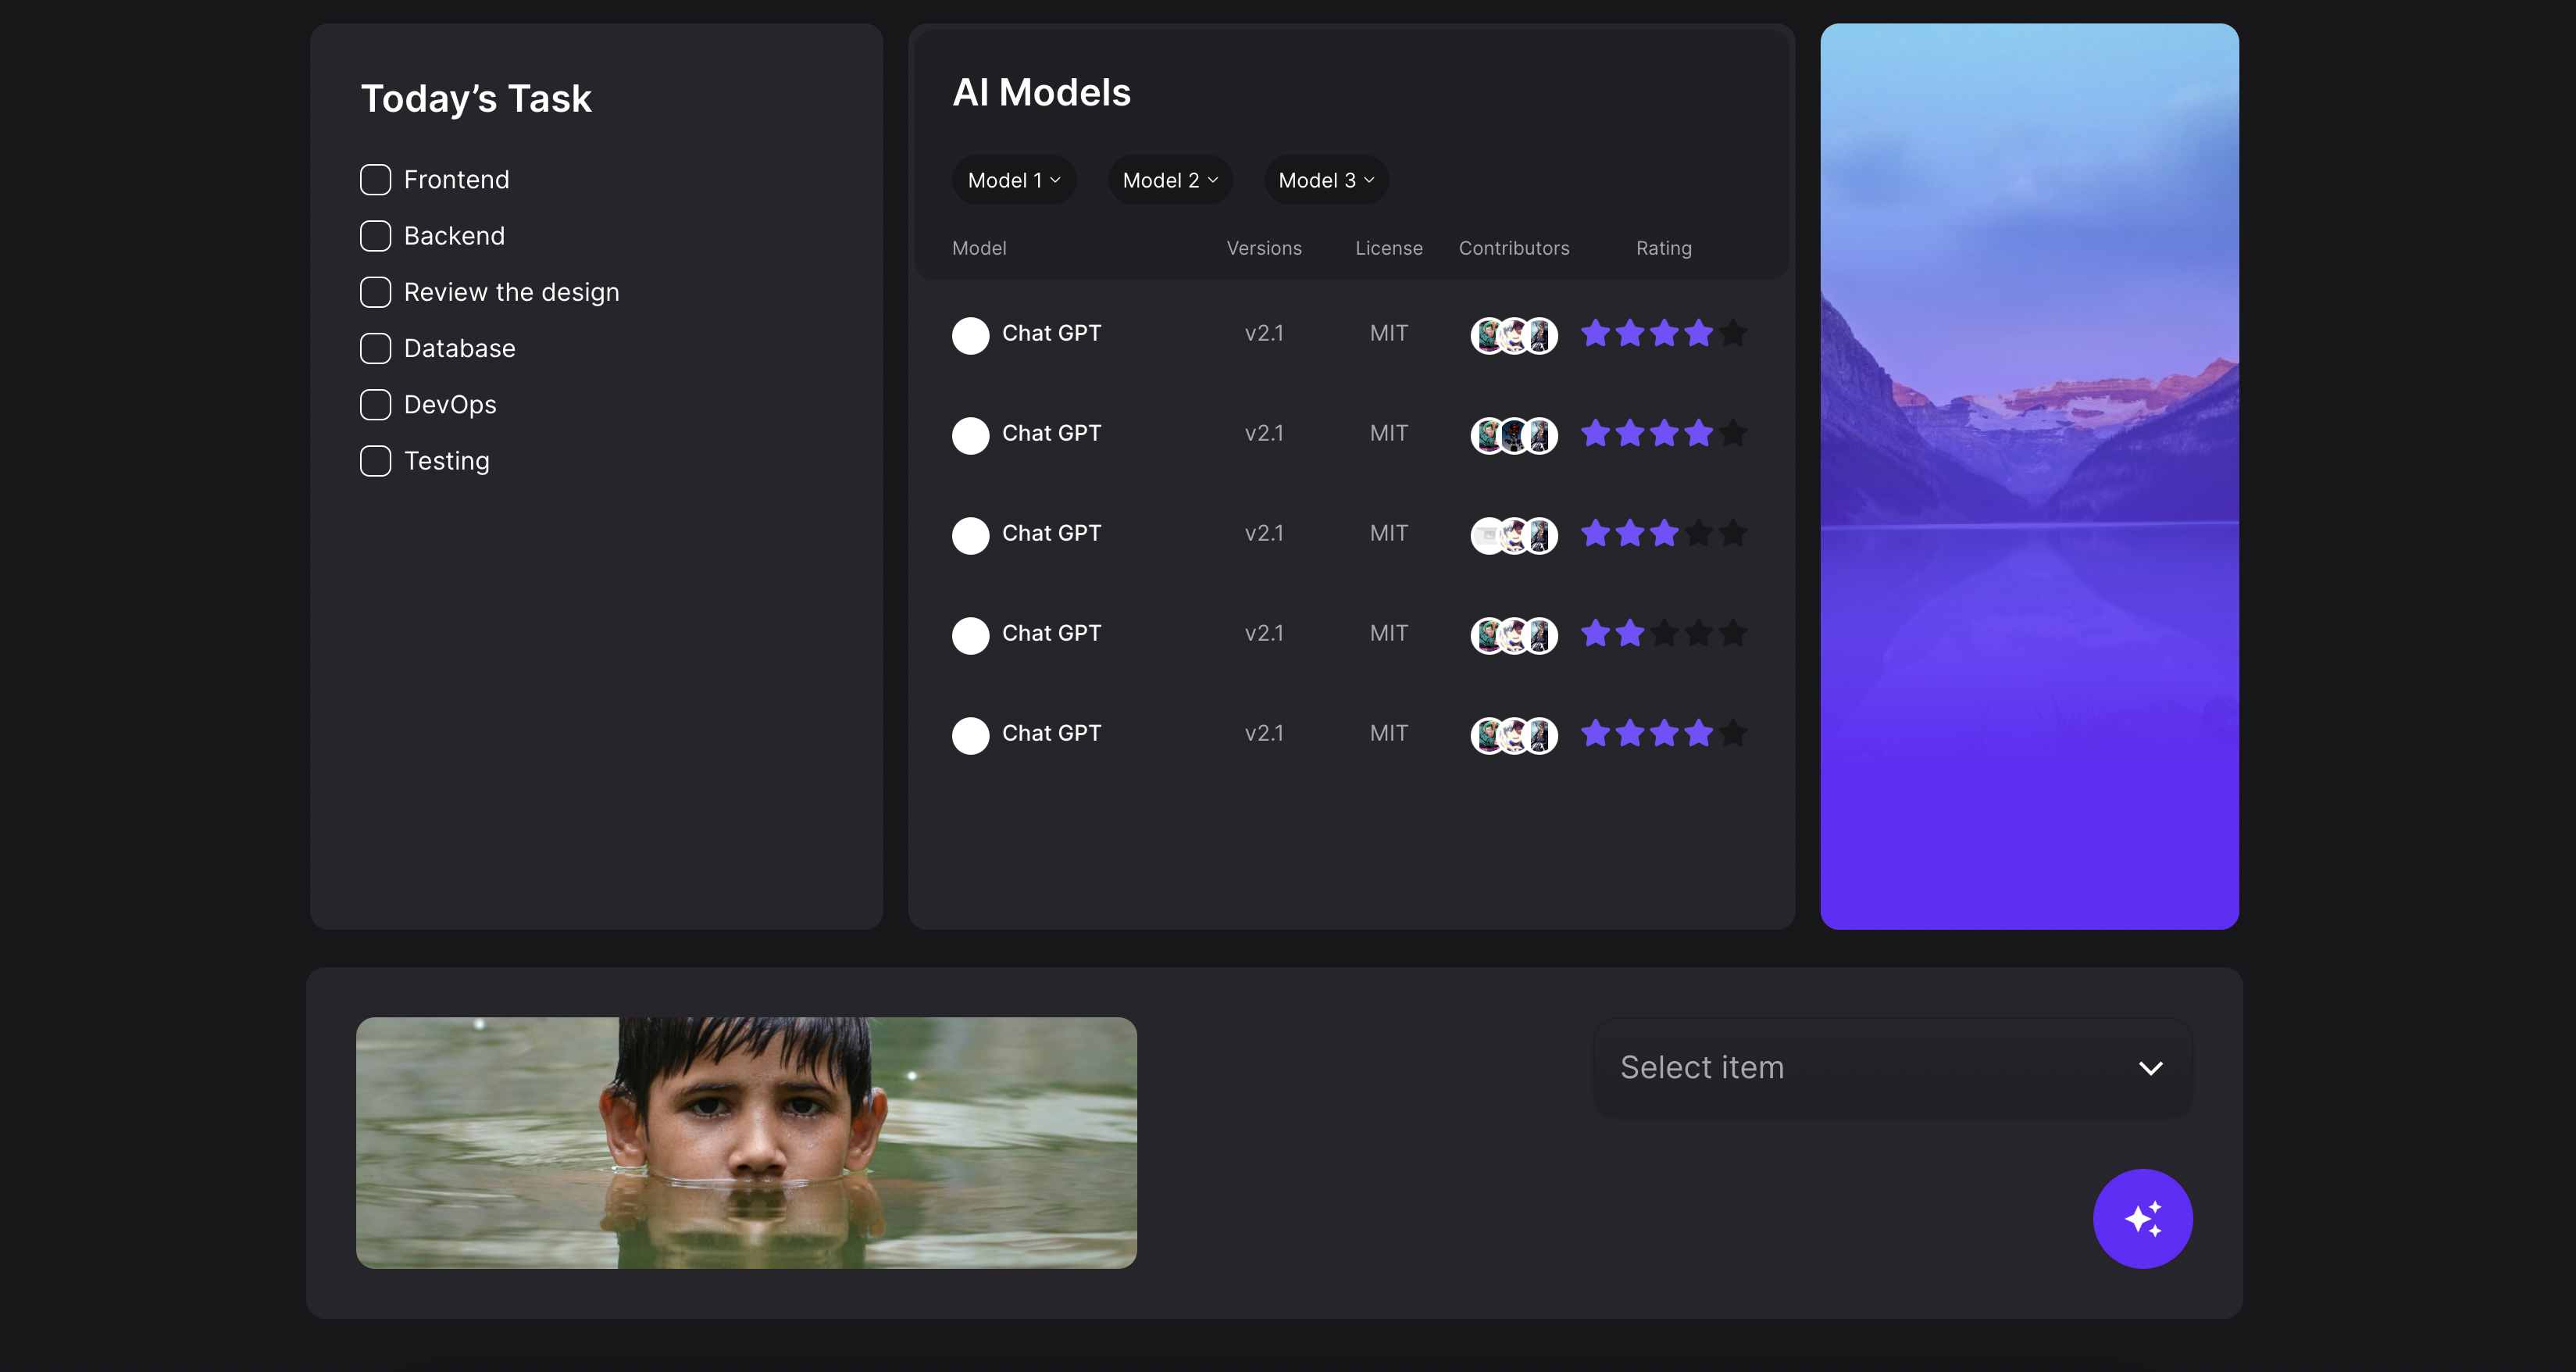 Today’s Task
Frontend
Backend
Review the design
Database
DevOps
Testing
AI Models
Model 1
Model 2
Model 3
Model Versions License Contributors Rating
Chat GPT v2.1 MIT
Chat GPT v2.1 MIT
Chat GPT v2.1 MIT
Chat GPT v2.1 MIT
Chat GPT v2.1 MIT
Select item